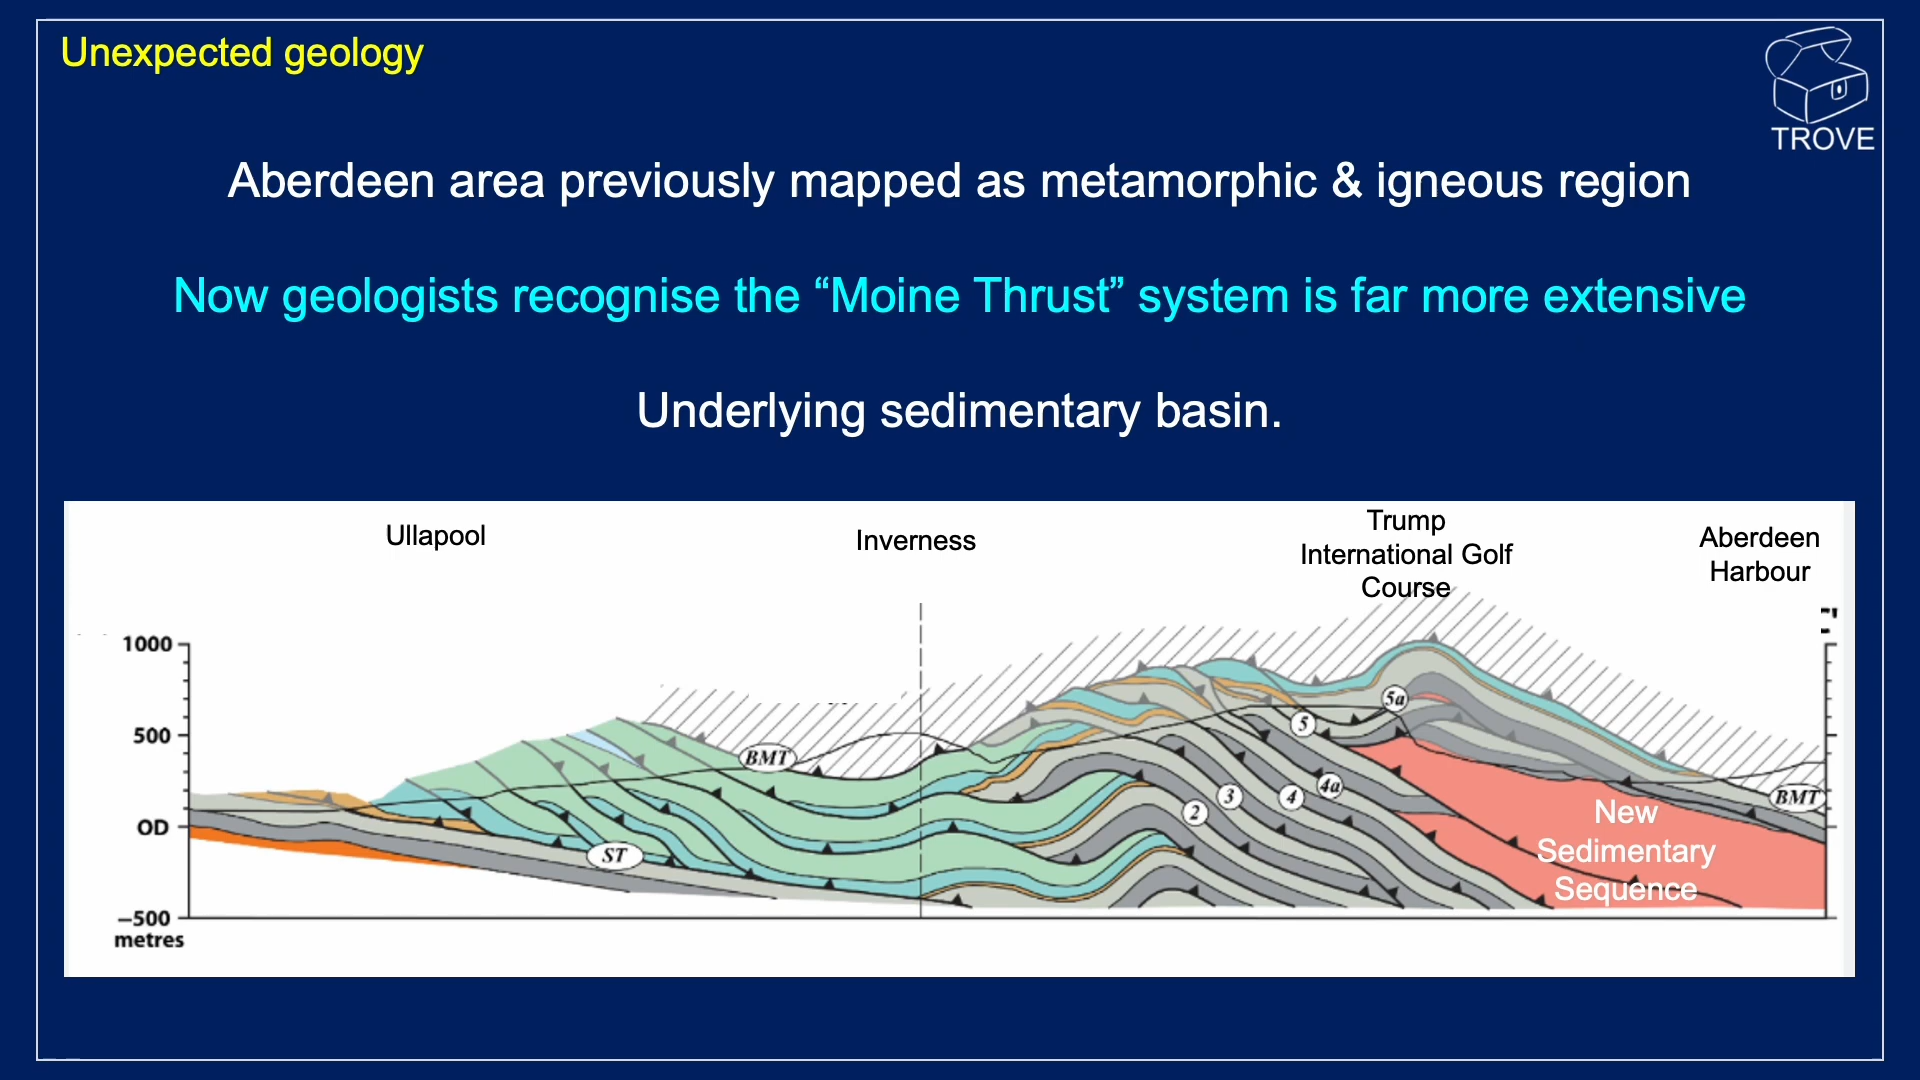 Unexpected geology
TROVE
Aberdeen area previously mapped as metamorphic & igneous region
Now geologists recognise the “Moine Thrust” system is far more extensive
Underlying sedimentary basin.
Ullapool
Inverness
Trump
International Golf
Course
Aberdeen
Harbour
1000
500
OD
–500
metres
BMT
ST
2
3
4
4a
5
5a
BMT
New
Sedimentary
Sequence